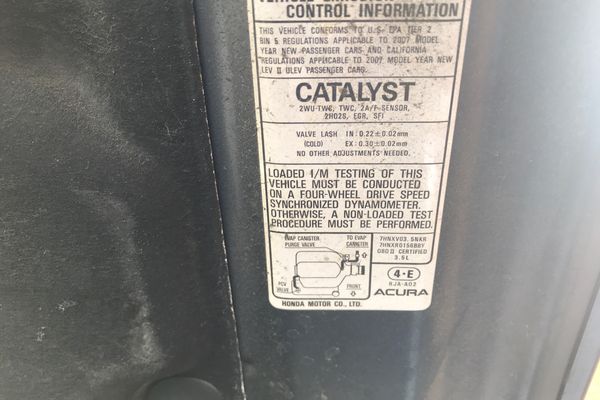 VEHICLE EMISSION
CONTROL INFORMATION
THIS VEHICLE CONFORMS TO U.S. EPA TIER 2
BIN 5 REGULATIONS APPLICABLE TO 2007 MODEL
YEAR NEW PASSENGER CARS AND CALIFORNIA
REGULATIONS APPLICABLE TO 2007 MODEL YEAR NEW
LEV II ULEV PASSENGER CARS.
CATALYST
2WU-TWC, TWC, 2A/F-SENSOR,
2HO2S, EGR, SFI
VALVE LASH IN:0.22±0.02mm
(COLD) EX:0.30±0.02mm
NO OTHER ADJUSTMENTS NEEDED.
LOADED I/M TESTING OF THIS
VEHICLE MUST BE CONDUCTED
ON A FOUR-WHEEL DRIVE SPEED
SYNCHRONIZED DYNAMOMETER.
OTHERWISE, A NON-LOADED TEST
PROCEDURE MUST BE PERFORMED.
EVAP CANISTER
PURGE VALVE
TO EVAP
CANISTER
PCV
VALVE
FRONT
7HNXV03.5NKR
7HNXR0156BBY
OBD II CERTIFIED
3.5L
4-E
RJA-A02
ACURA
HONDA MOTOR CO., LTD.